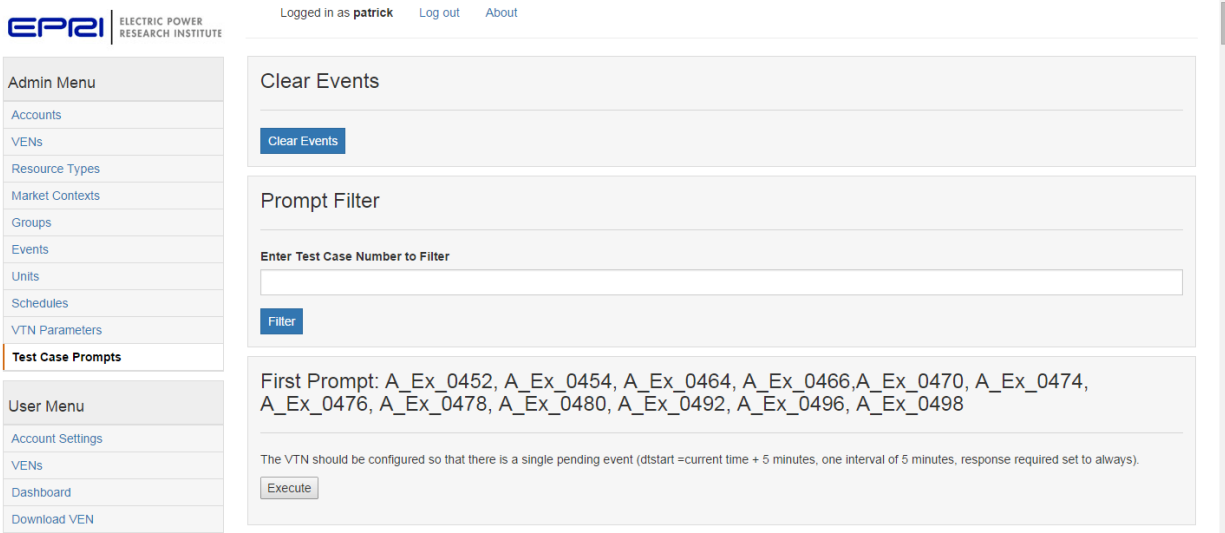 EPRI
ELECTRIC POWER
RESEARCH INSTITUTE
Logged in as patrick
Log out
About
Admin Menu
Accounts
VENs
Resource Types
Market Contexts
Groups
Events
Units
Schedules
VTN Parameters
Test Case Prompts
User Menu
Account Settings
VENs
Dashboard
Download VEN
Clear Events
Clear Events
Prompt Filter
Enter Test Case Number to Filter
Filter
First Prompt: A_Ex_0452, A_Ex_0454, A_Ex_0464, A_Ex_0466,A_Ex_0470, A_Ex_0474,
A_Ex_0476, A_Ex_0478, A_Ex_0480, A_Ex_0492, A_Ex_0496, A_Ex_0498
The VTN should be configured so that there is a single pending event (dtstart =current time + 5 minutes, one interval of 5 minutes, response required set to always).
Execute